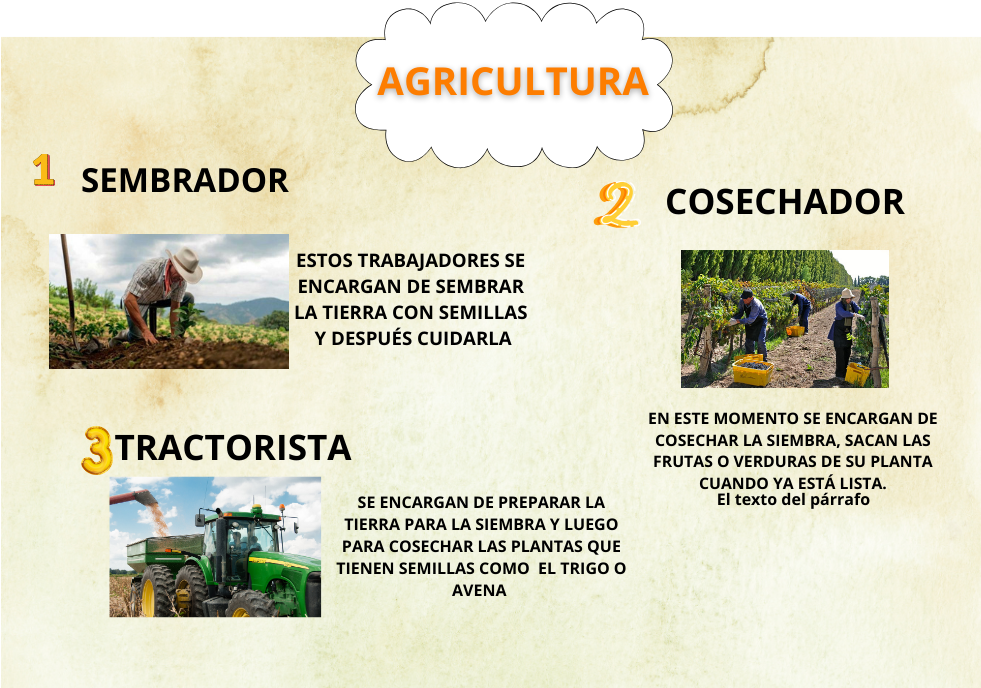 AGRICULTURA
1 SEMBRADOR
ESTOS TRABAJADORES SE
ENCARGAN DE SEMBRAR
LA TIERRA CON SEMILLAS
Y DESPUÉS CUIDARLA
2 COSECHADOR
EN ESTE MOMENTO SE ENCARGAN DE
COSECHAR LA SIEMBRA, SACAN LAS
FRUTAS O VERDURAS DE SU PLANTA
CUANDO YA ESTÁ LISTA.
El texto del párrafo
3 TRACTORISTA
SE ENCARGAN DE PREPARAR LA
TIERRA PARA LA SIEMBRA Y LUEGO
PARA COSECHAR LAS PLANTAS QUE
TIENEN SEMILLAS COMO EL TRIGO O
AVENA